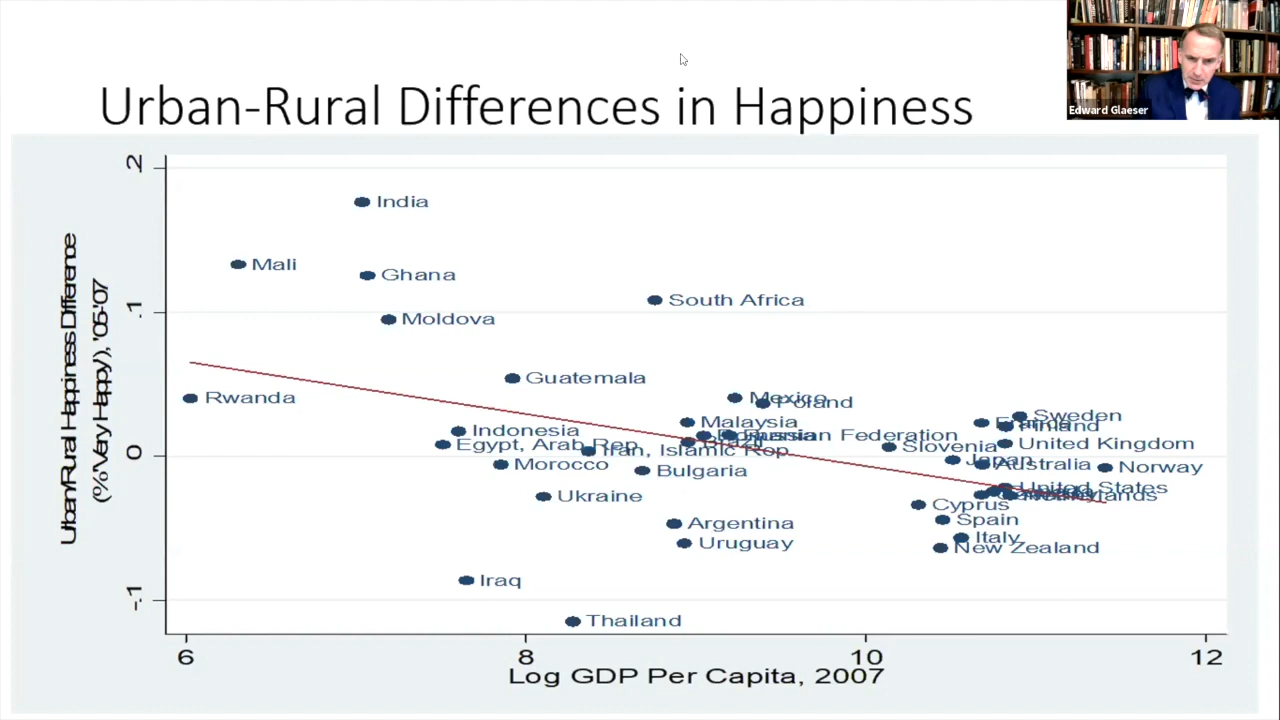 Edward Glaeser
Urban-Rural Differences in Happiness
Urban/Rural Happiness Difference
(% Very Happy), '05-'07
.2
India
Mali
Ghana
South Africa
.1
Moldova
Guatemala
Rwanda
Mexico
Poland
Sweden
Malaysia
Finland
Indonesia
Russian Federation
Egypt, Arab Rep
Brazil
Slovenia
United Kingdom
0
Iran, Islamic Rep
Morocco
Japan
Australia
Norway
Bulgaria
United States
Ukraine
Cyprus
Argentina
Spain
Uruguay
Italy
New Zealand
Iraq
-.1
Thailand
6 8 10 12
Log GDP Per Capita, 2007